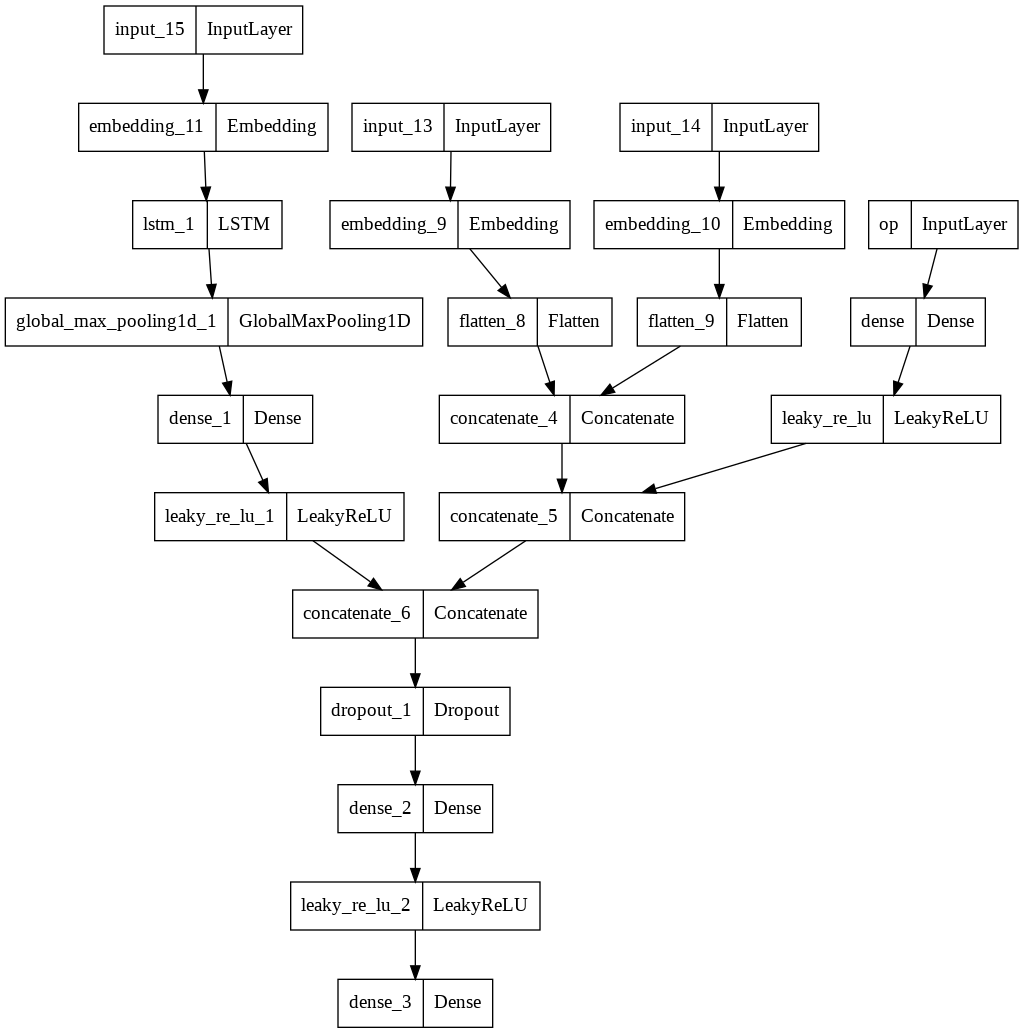 input_15 InputLayer
embedding_11 Embedding
input_13 InputLayer
input_14 InputLayer
lstm_1 LSTM
embedding_9 Embedding
embedding_10 Embedding
op InputLayer
global_max_pooling1d_1 GlobalMaxPooling1D
flatten_8 Flatten
flatten_9 Flatten
dense Dense
dense_1 Dense
concatenate_4 Concatenate
leaky_re_lu LeakyReLU
leaky_re_lu_1 LeakyReLU
concatenate_5 Concatenate
concatenate_6 Concatenate
dropout_1 Dropout
dense_2 Dense
leaky_re_lu_2 LeakyReLU
dense_3 Dense